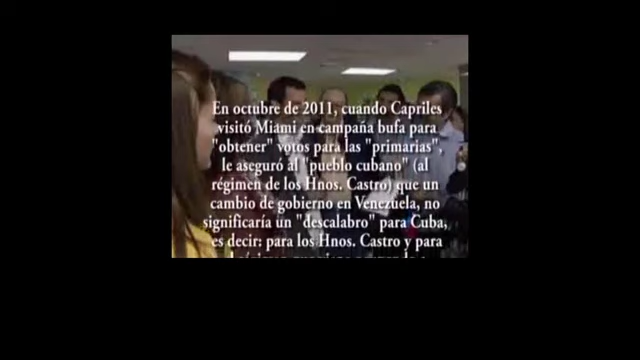 En octubre de 2011, cuando Capriles
visitó Miami en campaña bufa para
"obtener" votos para las "primarias",
le aseguró al "pueblo cubano" (al
régimen de los Hnos. Castro) que un
cambio de gobierno en Venezuela, no
significaría un "descalabro" para Cuba,
es decir: para los Hnos. Castro y para